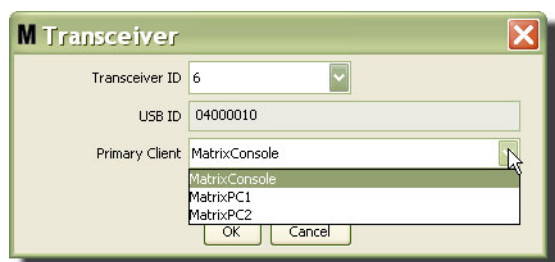 M Transceiver
Transceiver ID 6
USB ID 04000010
Primary Client MatrixConsole
MatrixConsole
MatrixPC1
MatrixPC2
OK Cancel